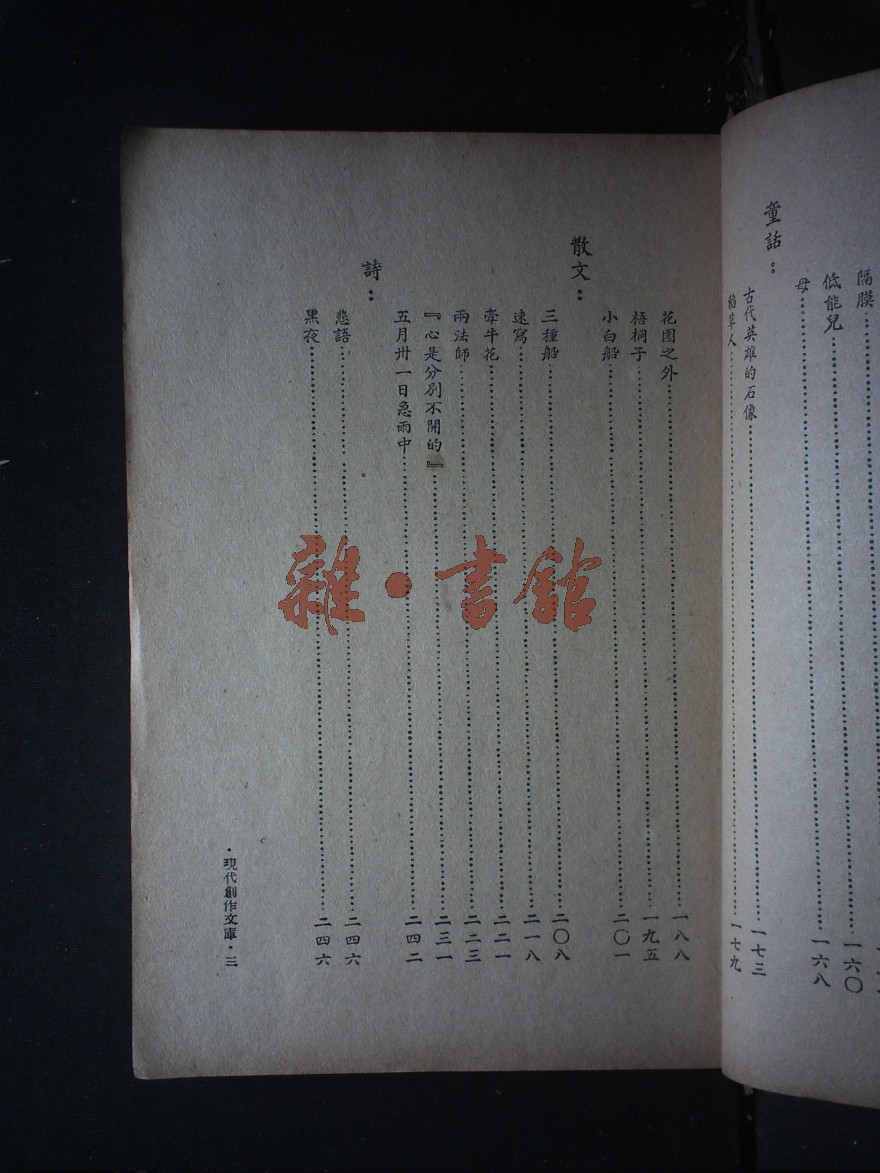 隔膜
低能兒……一六〇
母……一六八
童話：
古代英雄的石像……一七三
稻草人……一七九
花園之外……一八八
梧桐子……一九五
小白船……二〇一
散文：
三種船……二〇八
速寫……二一八
牽牛花……二二一
兩法師……二二三
『心是分別不開的』……二三一
五月卅一日急雨中……二四二
詩：
悲語……二四六
黑夜……二四六
·現代創作文庫·三
雜·書館